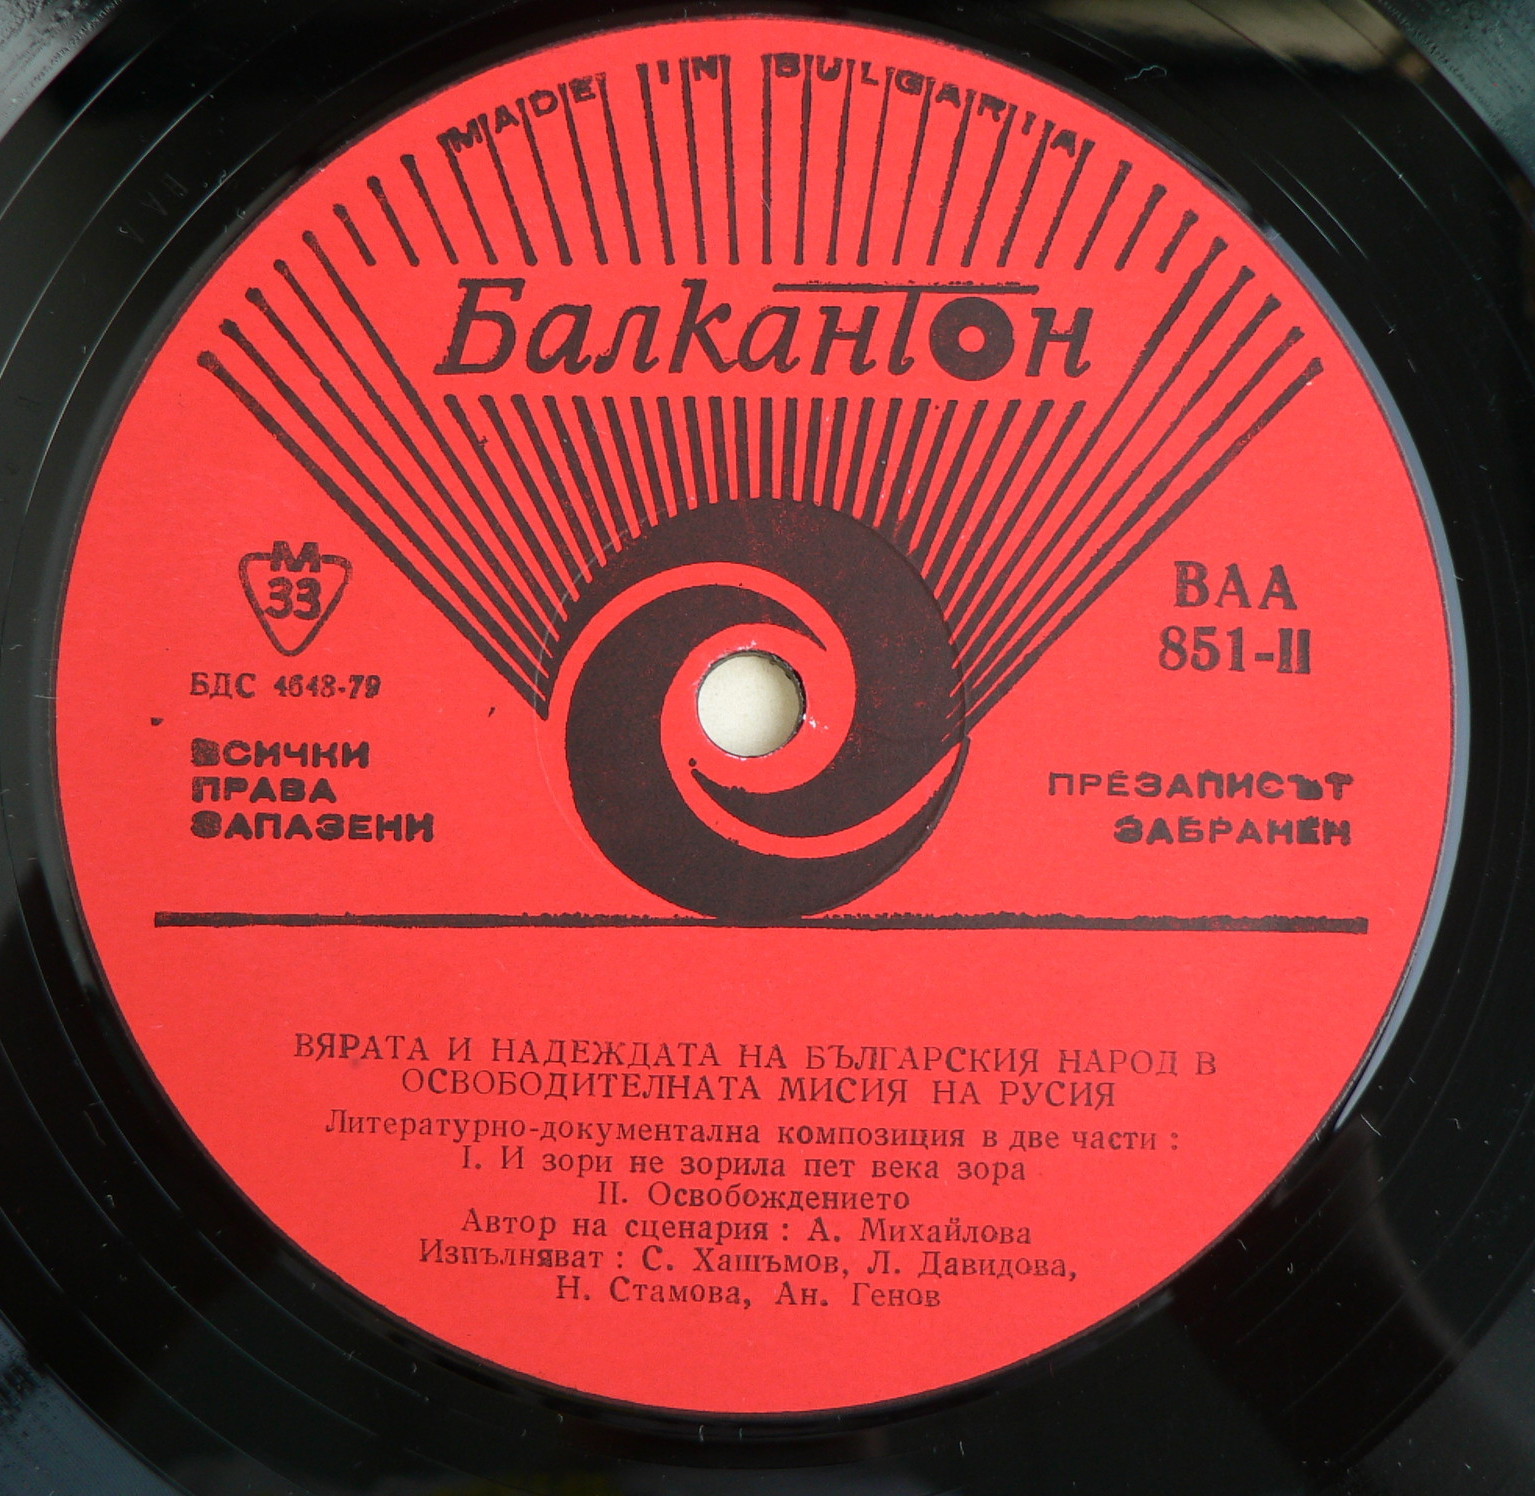 MADE IN BULGARIA
Балкантон
М
33
БДС 4648-79
ВСИЧКИ
ПРАВА
ЗАПАЗЕНИ
ВАА
851-II
ПРЕЗАПИСЪТ
ЗАБРАНЕН
ВЯРАТА И НАДЕЖДАТА НА БЪЛГАРСКИЯ НАРОД В
ОСВОБОДИТЕЛНАТА МИСИЯ НА РУСИЯ
Литературно-документална композиция в две части :
I. И зори не зорила пет века зора
II. Освобождението
Автор на сценария : А. Михайлова
Изпълняват : С. Хашъмов, Л. Давидова,
Н. Стамова, Ан. Генов